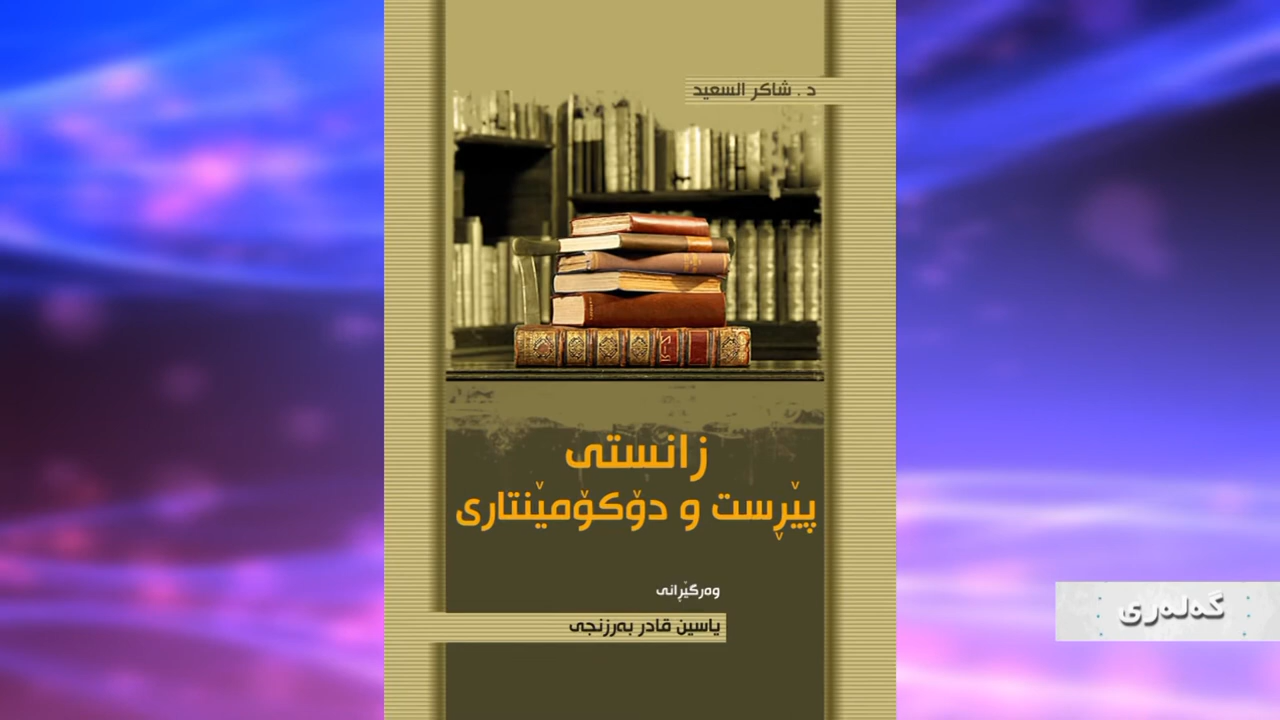 د . شاكر السعيد
زانستی
پێڕست و دۆکۆمێنتاری
وەرگێڕانی
یاسین قادر بەرزنجی
گەلەری